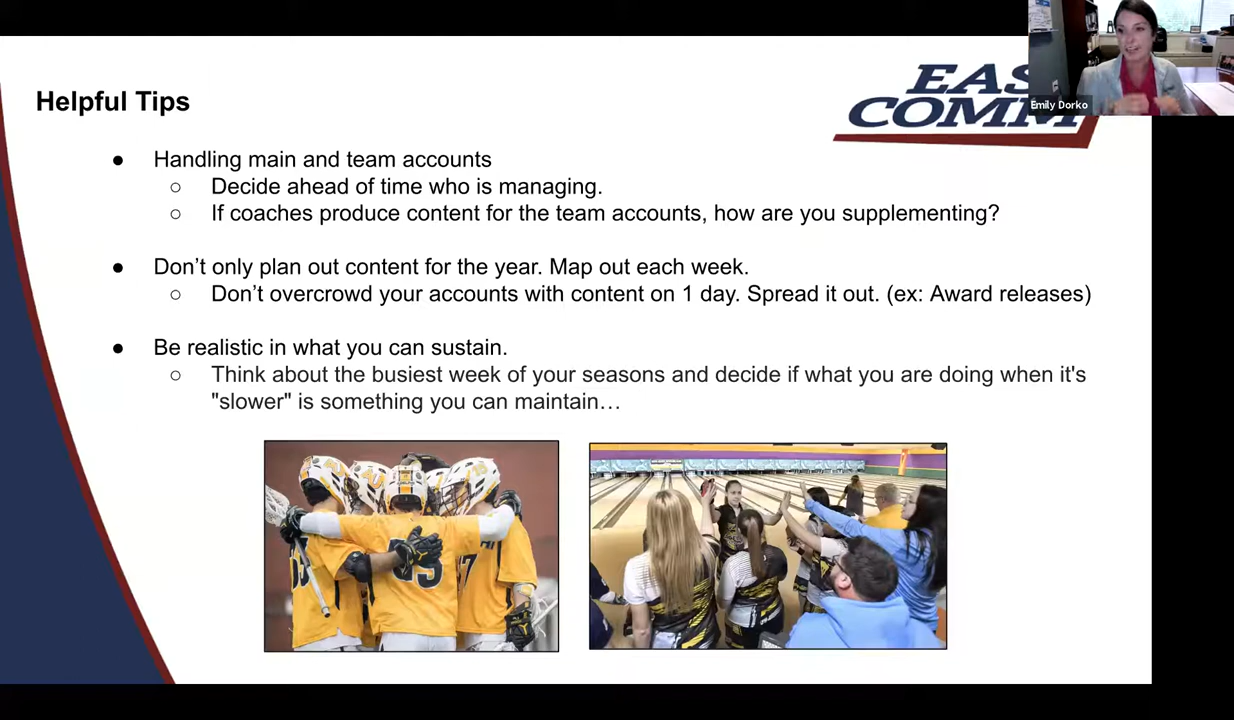 Helpful Tips
EAS
COMM
Emily Dorko
● Handling main and team accounts
○ Decide ahead of time who is managing.
○ If coaches produce content for the team accounts, how are you supplementing?
● Don’t only plan out content for the year. Map out each week.
○ Don’t overcrowd your accounts with content on 1 day. Spread it out. (ex: Award releases)
● Be realistic in what you can sustain.
○ Think about the busiest week of your seasons and decide if what you are doing when it's
"slower" is something you can maintain…